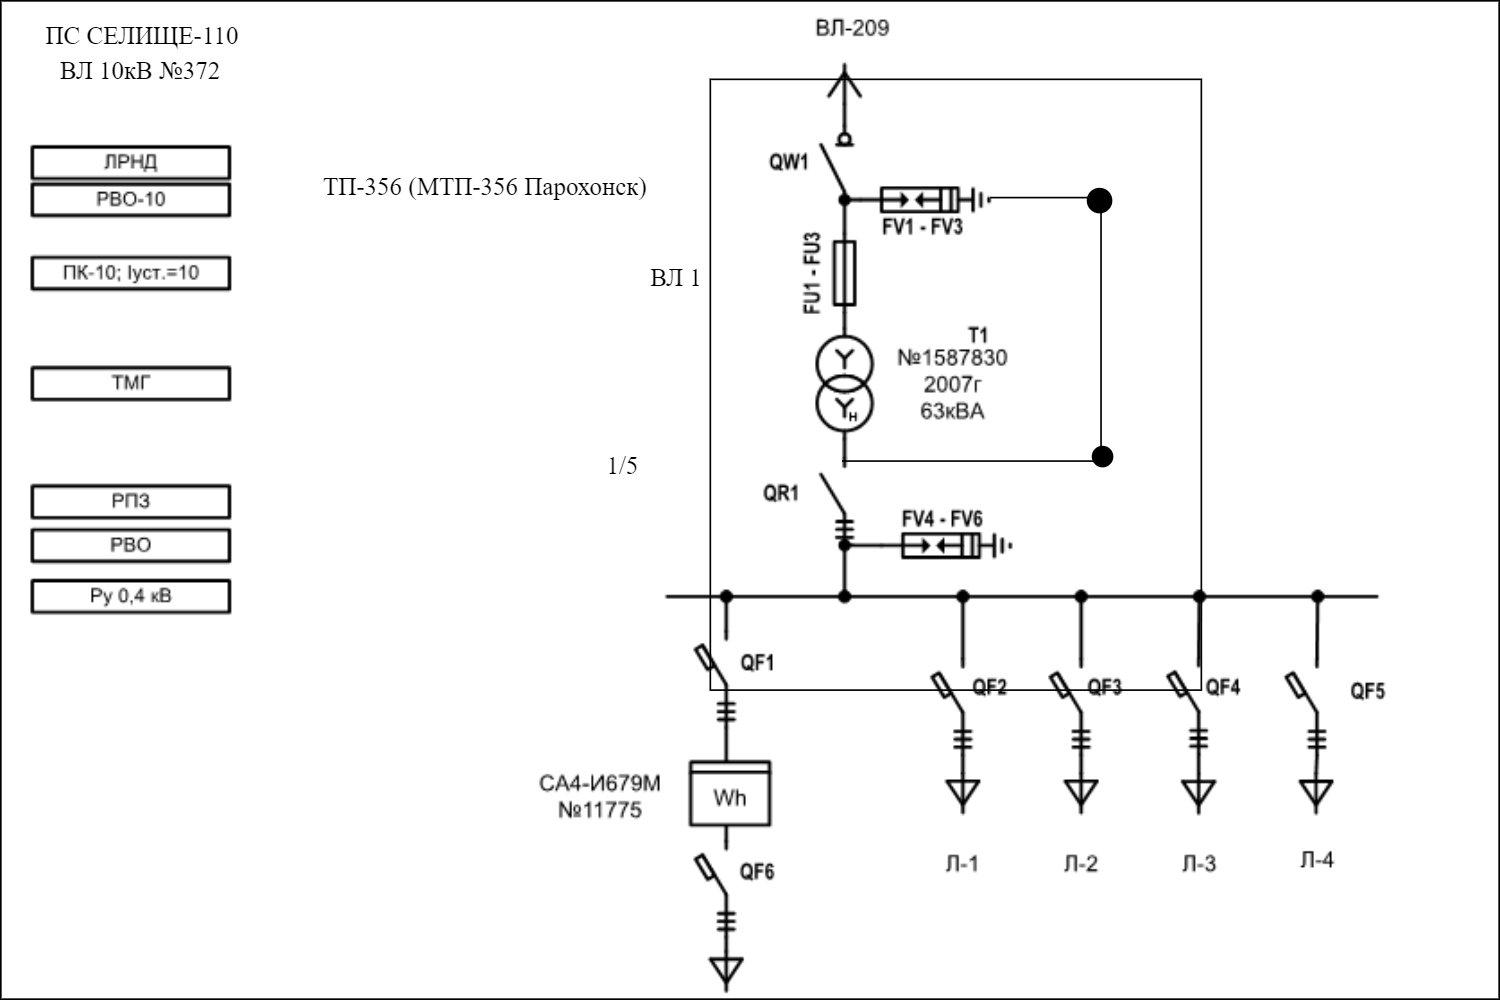 ПС СЕЛИЩЕ-110
ВЛ 10кВ №372
ВЛ-209
ЛРНД
РВО-10
ТП-356 (МТП-356 Парохонск)
QW1
FV1 - FV3
ПК-10; Iуст.=10
ВЛ 1
FU1 - FU3
Т1
№1587830
2007г
63кВА
Y
Yн
ТМГ
1/5
QR1
РПЗ
FV4 - FV6
РВО
Ру 0,4 кВ
QF1
QF2
QF3
QF4
QF5
СА4-И679М
№11775
Wh
QF6
Л-1
Л-2
Л-3
Л-4